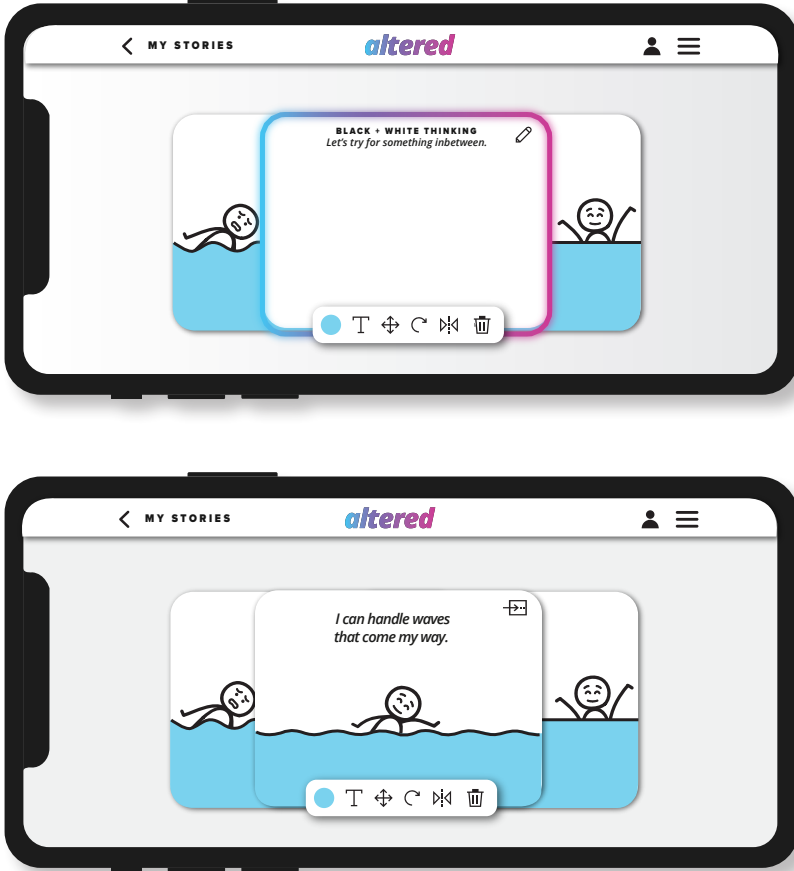 MY STORIES
altered
BLACK + WHITE THINKING
Let's try for something inbetween.
T
MY STORIES
altered
I can handle waves
that come my way.
T